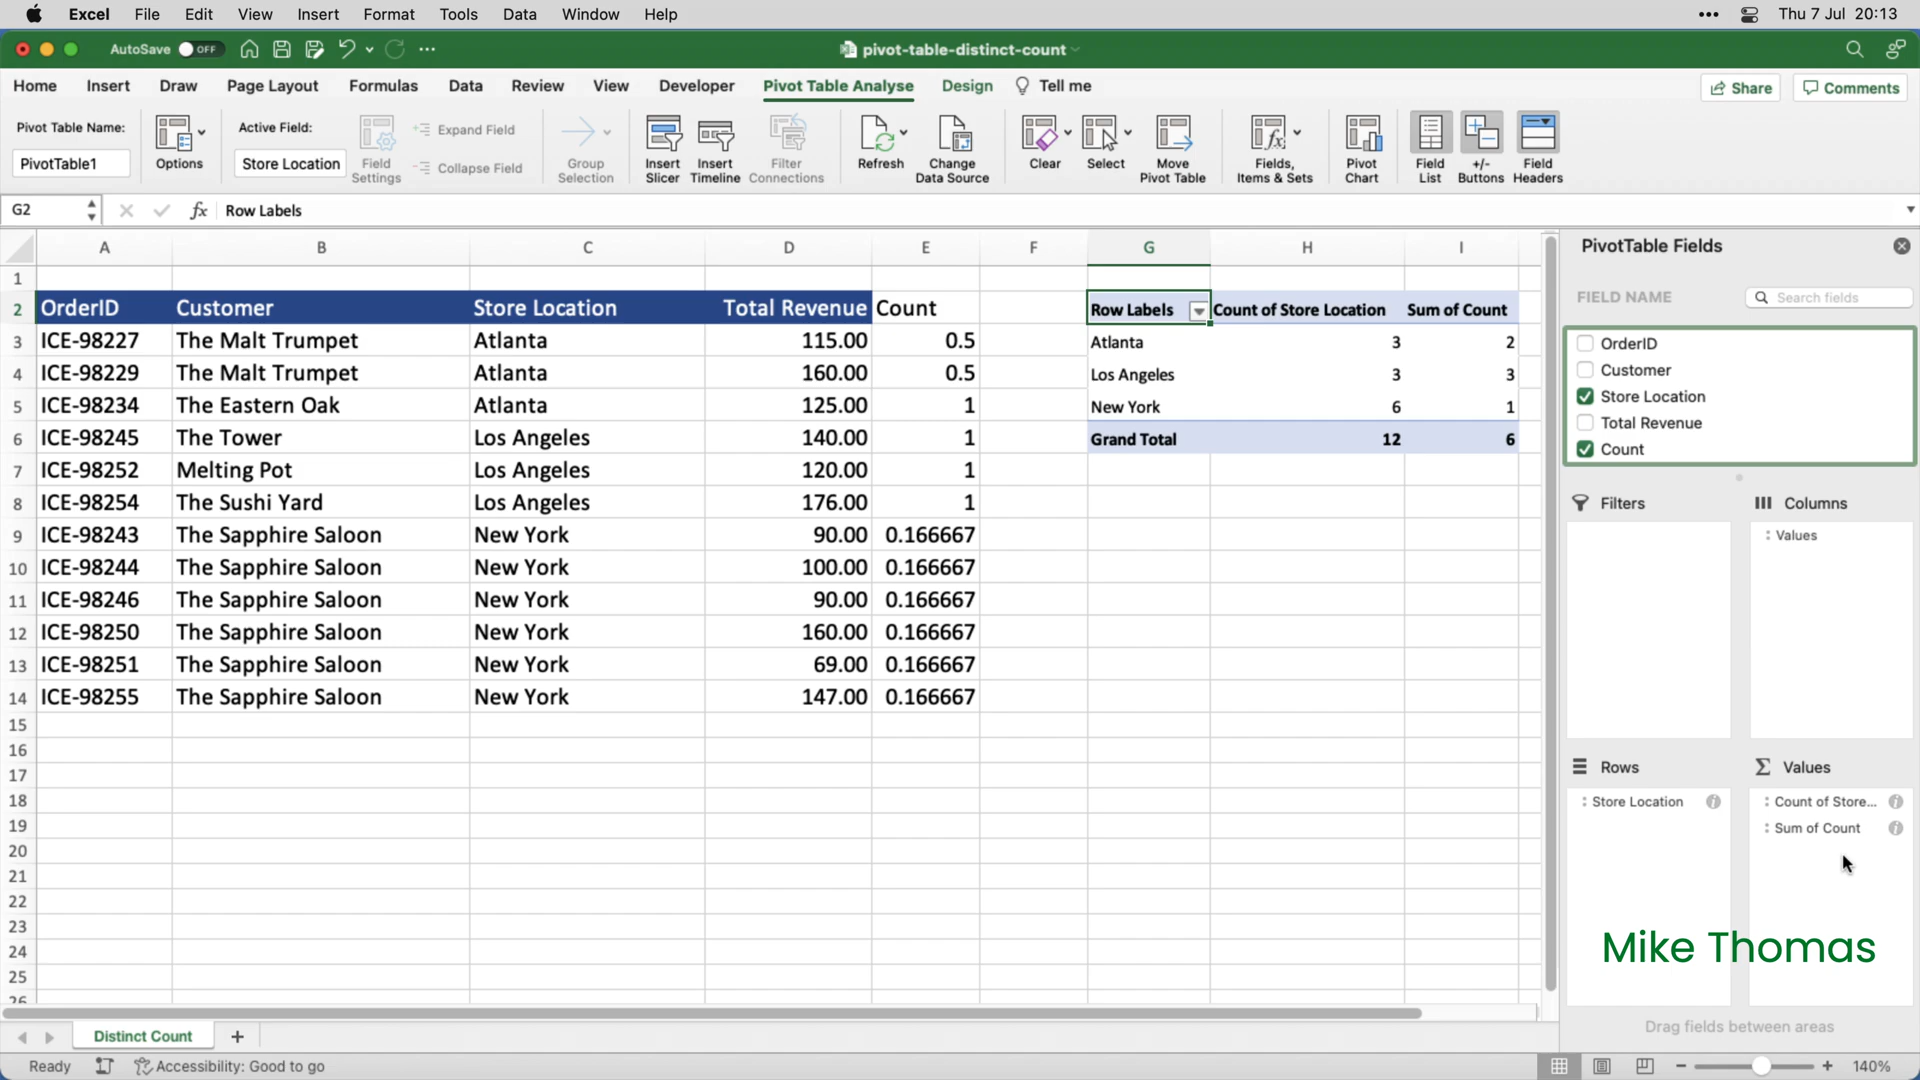 Excel File Edit View Insert Format Tools Data Window Help Thu 7 Jul 20:13
AutoSave OFF pivot-table-distinct-count
Home Insert Draw Page Layout Formulas Data Review View Developer Pivot Table Analyse Design Tell me Share Comments
Pivot Table Name: PivotTable1
Options
Active Field: Store Location
Field Settings
Expand Field
Collapse Field
Group Selection
Insert Slicer
Insert Timeline
Filter Connections
Refresh
Change Data Source
Clear
Select
Move Pivot Table
Fields, Items & Sets
Pivot Chart
Field List
+/- Buttons
Field Headers
G2 fx Row Labels
A B C D E F G H I
1
2 OrderID Customer Store Location Total Revenue Count Row Labels Count of Store Location Sum of Count
3 ICE-98227 The Malt Trumpet Atlanta 115.00 0.5 Atlanta 3 2
4 ICE-98229 The Malt Trumpet Atlanta 160.00 0.5 Los Angeles 3 3
5 ICE-98234 The Eastern Oak Atlanta 125.00 1 New York 6 1
6 ICE-98245 The Tower Los Angeles 140.00 1 Grand Total 12 6
7 ICE-98252 Melting Pot Los Angeles 120.00 1
8 ICE-98254 The Sushi Yard Los Angeles 176.00 1
9 ICE-98243 The Sapphire Saloon New York 90.00 0.166667
10 ICE-98244 The Sapphire Saloon New York 100.00 0.166667
11 ICE-98246 The Sapphire Saloon New York 90.00 0.166667
12 ICE-98250 The Sapphire Saloon New York 160.00 0.166667
13 ICE-98251 The Sapphire Saloon New York 69.00 0.166667
14 ICE-98255 The Sapphire Saloon New York 147.00 0.166667
15
16
17
18
19
20
21
22
23
24
25
26
PivotTable Fields
FIELD NAME Search fields
OrderID
Customer
Store Location
Total Revenue
Count
Filters Columns
Values
Rows Values
Store Location Count of Store...
Sum of Count
Mike Thomas
Drag fields between areas
Distinct Count +
Ready Accessibility: Good to go 140%